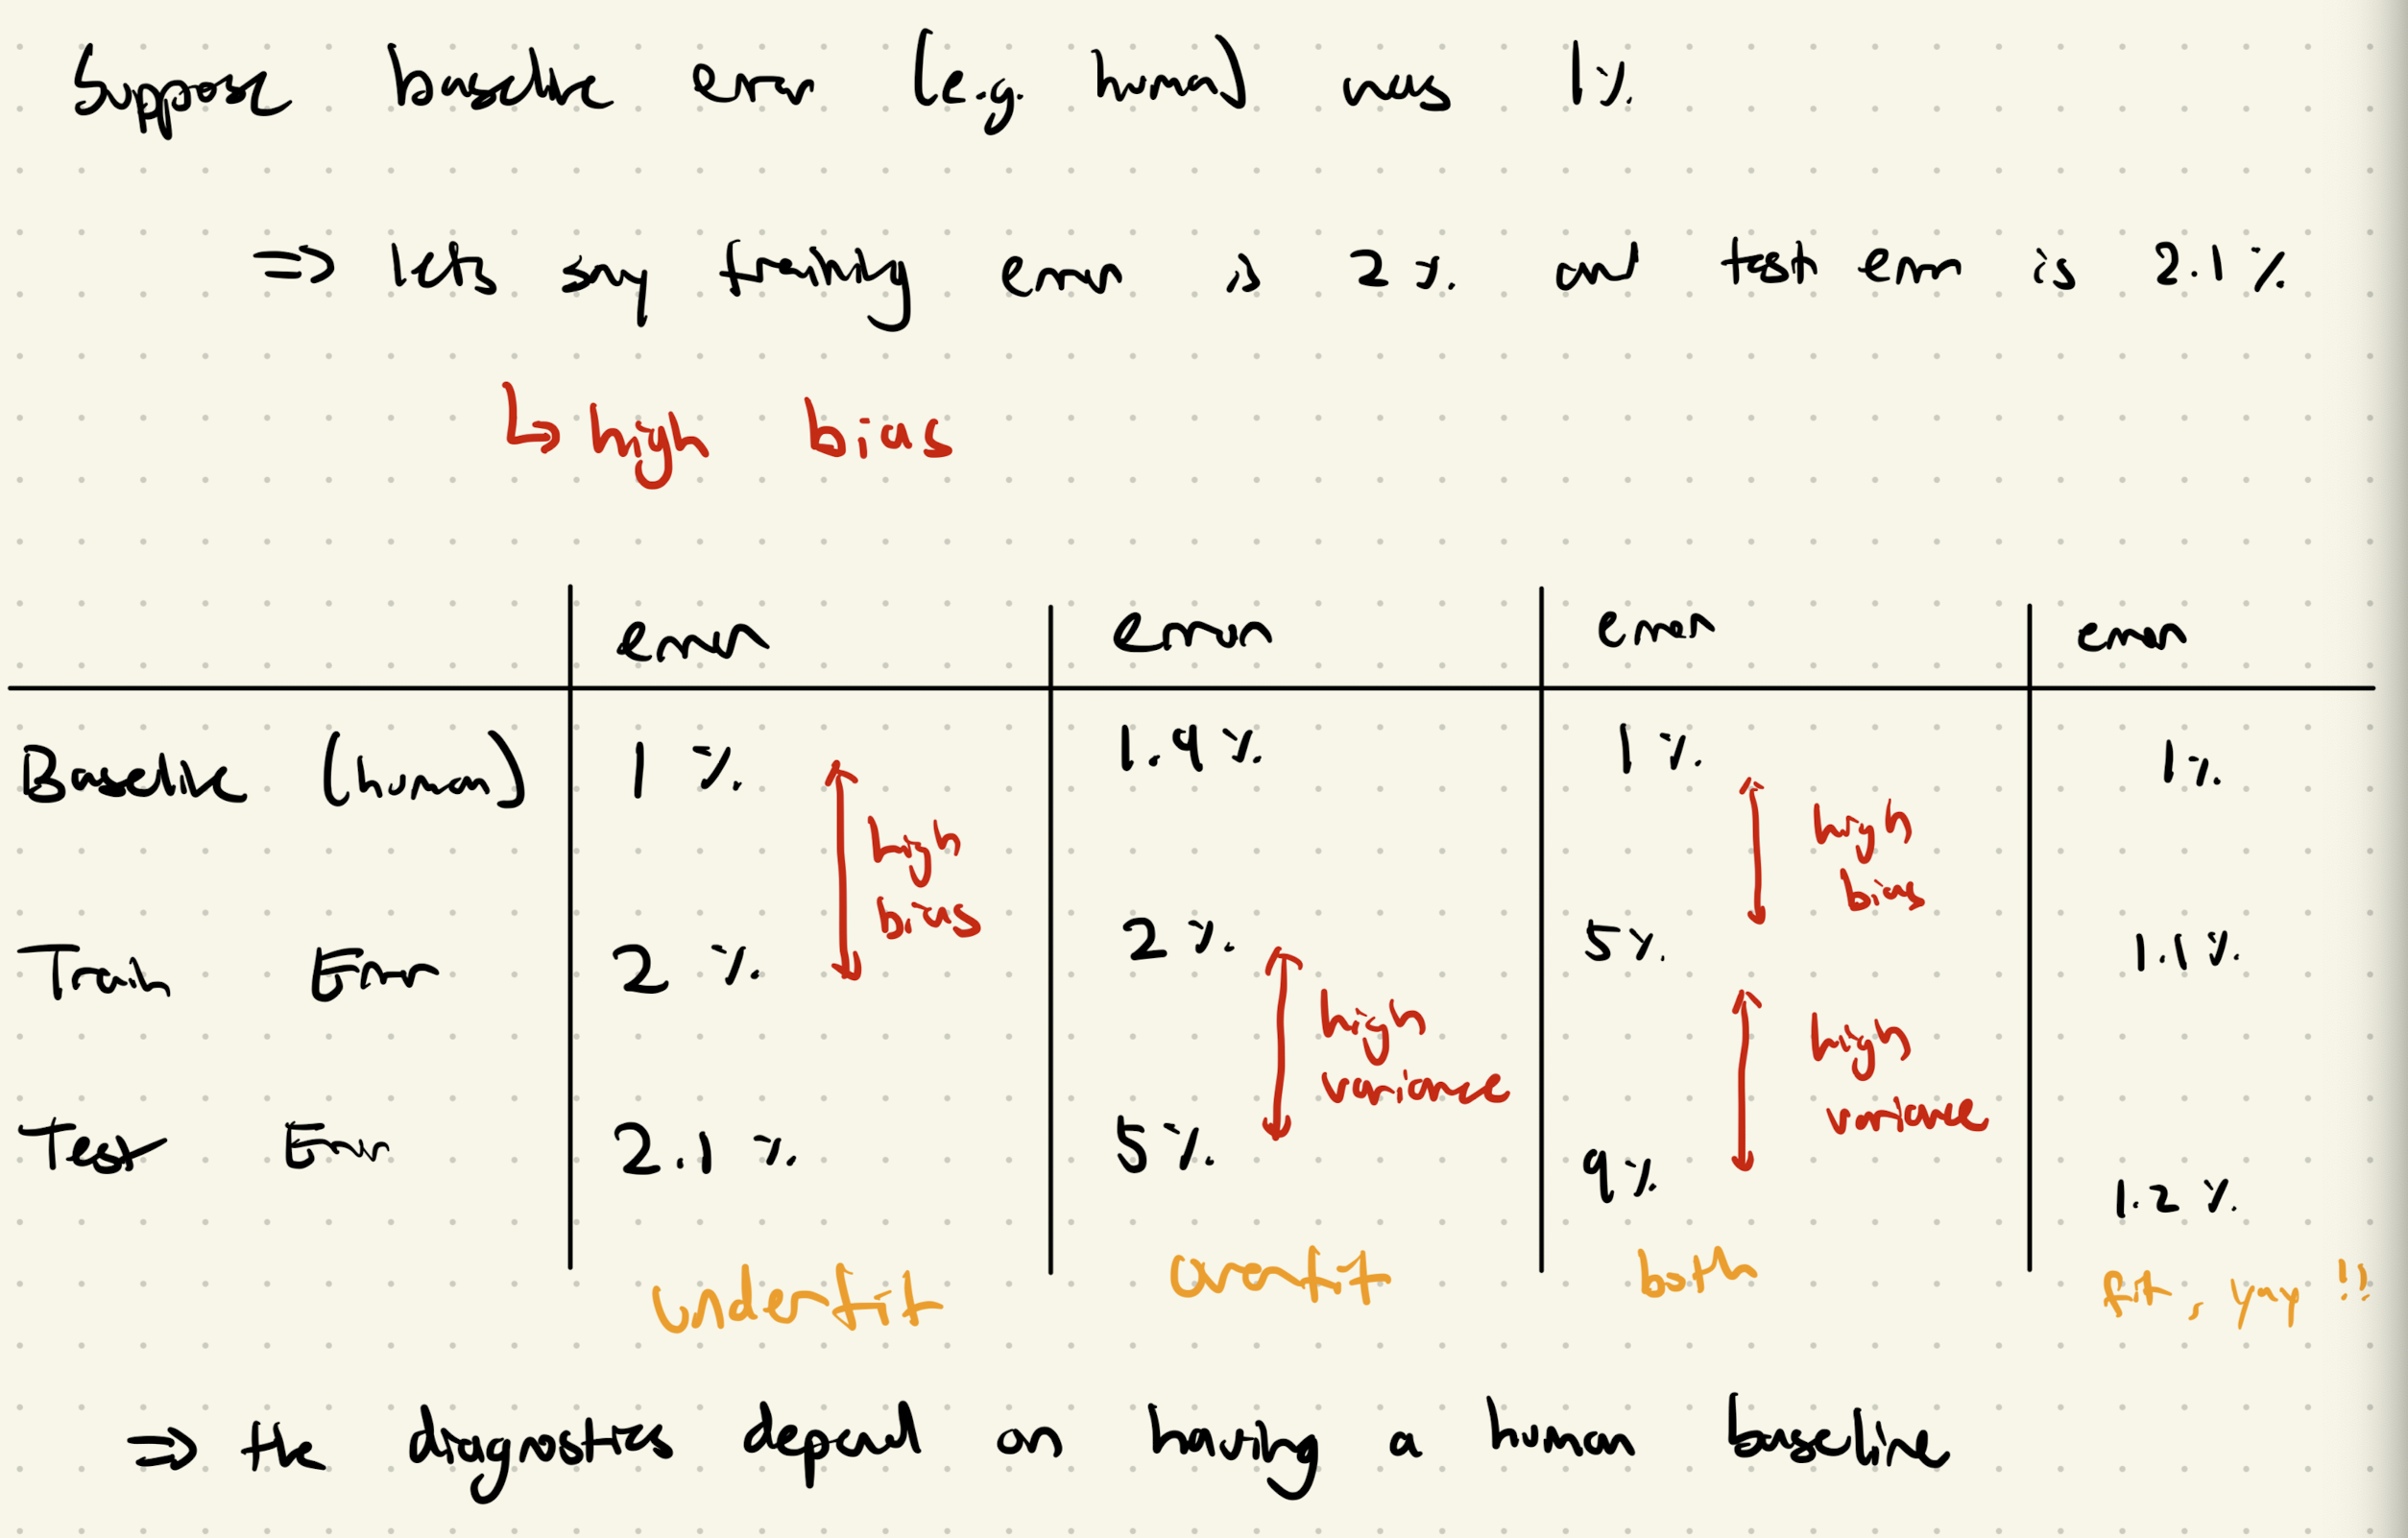 Suppose baseline error (e.g. human) was 1%
=> lets say training error is 2% and test error is 2.1%
↳ high bias
error error error error
Baseline (human) 1% 1.9% 1% 1%
high bias high bias
Train Error 2% 2% 5% 1.1%
high variance high variance
Test Error 2.1% 5% 9% 1.2%
underfit overfit both fit, yay!!
=> the diagnostics depend on having a human baseline